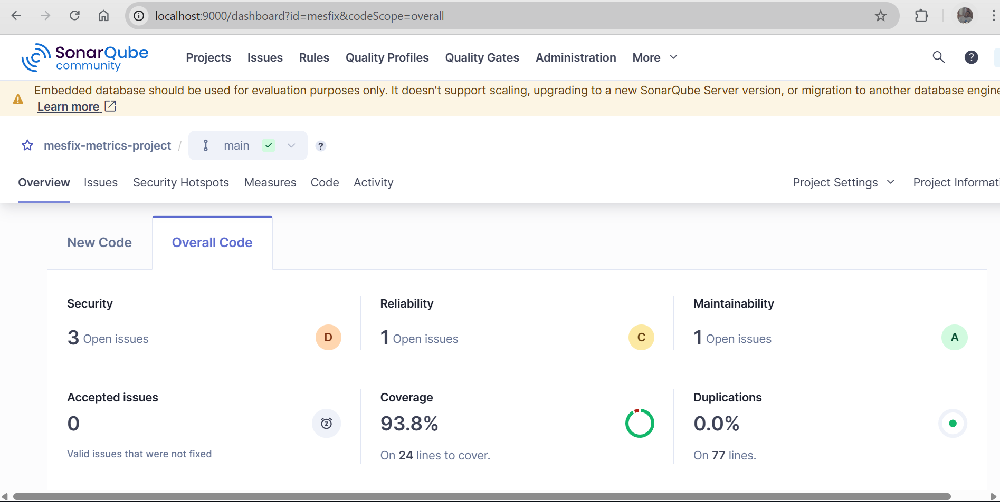 localhost:9000/dashboard?id=mesfix&codeScope=overall
SonarQube
community
Projects Issues Rules Quality Profiles Quality Gates Administration More
Embedded database should be used for evaluation purposes only. It doesn't support scaling, upgrading to a new SonarQube Server version, or migration to another database engine
Learn more
mesfix-metrics-project / main ?
Overview Issues Security Hotspots Measures Code Activity Project Settings Project Informati
New Code Overall Code
Security Reliability Maintainability
3 Open issues D 1 Open issues C 1 Open issues A
Accepted issues Coverage Duplications
0 93.8% 0.0%
Valid issues that were not fixed On 24 lines to cover. On 77 lines.